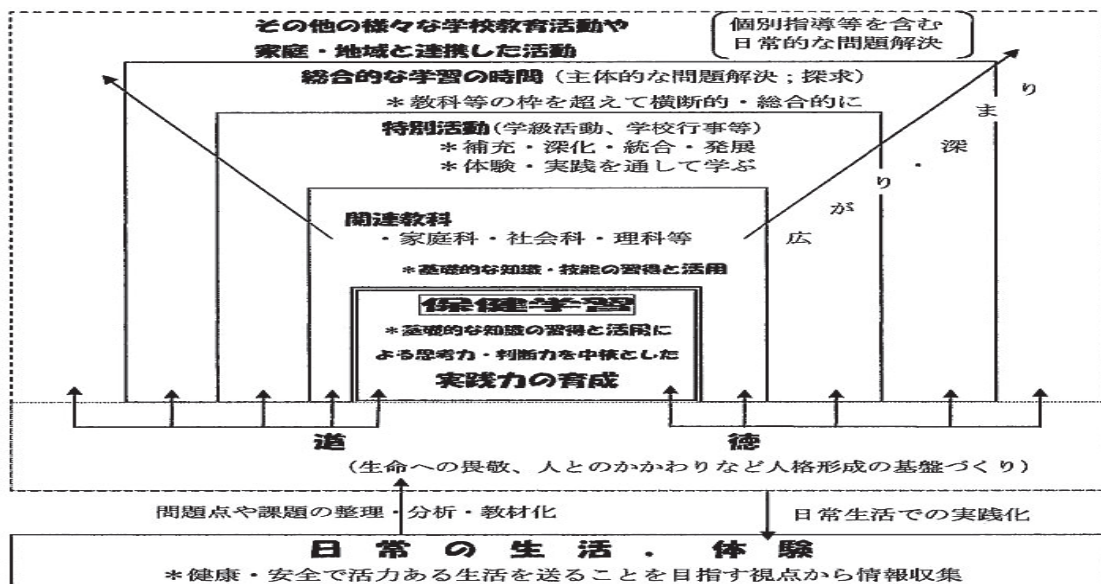 その他の様々な学校教育活動や
家庭・地域と連携した活動
個別指導等を含む
日常的な問題解決
総合的な学習の時間（主体的な問題解決；探求）
＊教科等の枠を超えて横断的・総合的に
特別活動（学級活動、学校行事等）
＊補充・深化・統合・発展
＊体験・実践を通して学ぶ
広がり・深まり
関連教科
・家庭科・社会科・理科等
＊基礎的な知識・技能の習得と活用
保健学習
＊基礎的な知識の習得と活用に
よる思考力・判断力を中核とした
実践力の育成
道徳
（生命への畏敬、人とのかかわりなど人格形成の基盤づくり）
問題点や課題の整理・分析・教材化
日常生活での実践化
日常の生活．体験
＊健康・安全で活力ある生活を送ることを目指す視点から情報収集